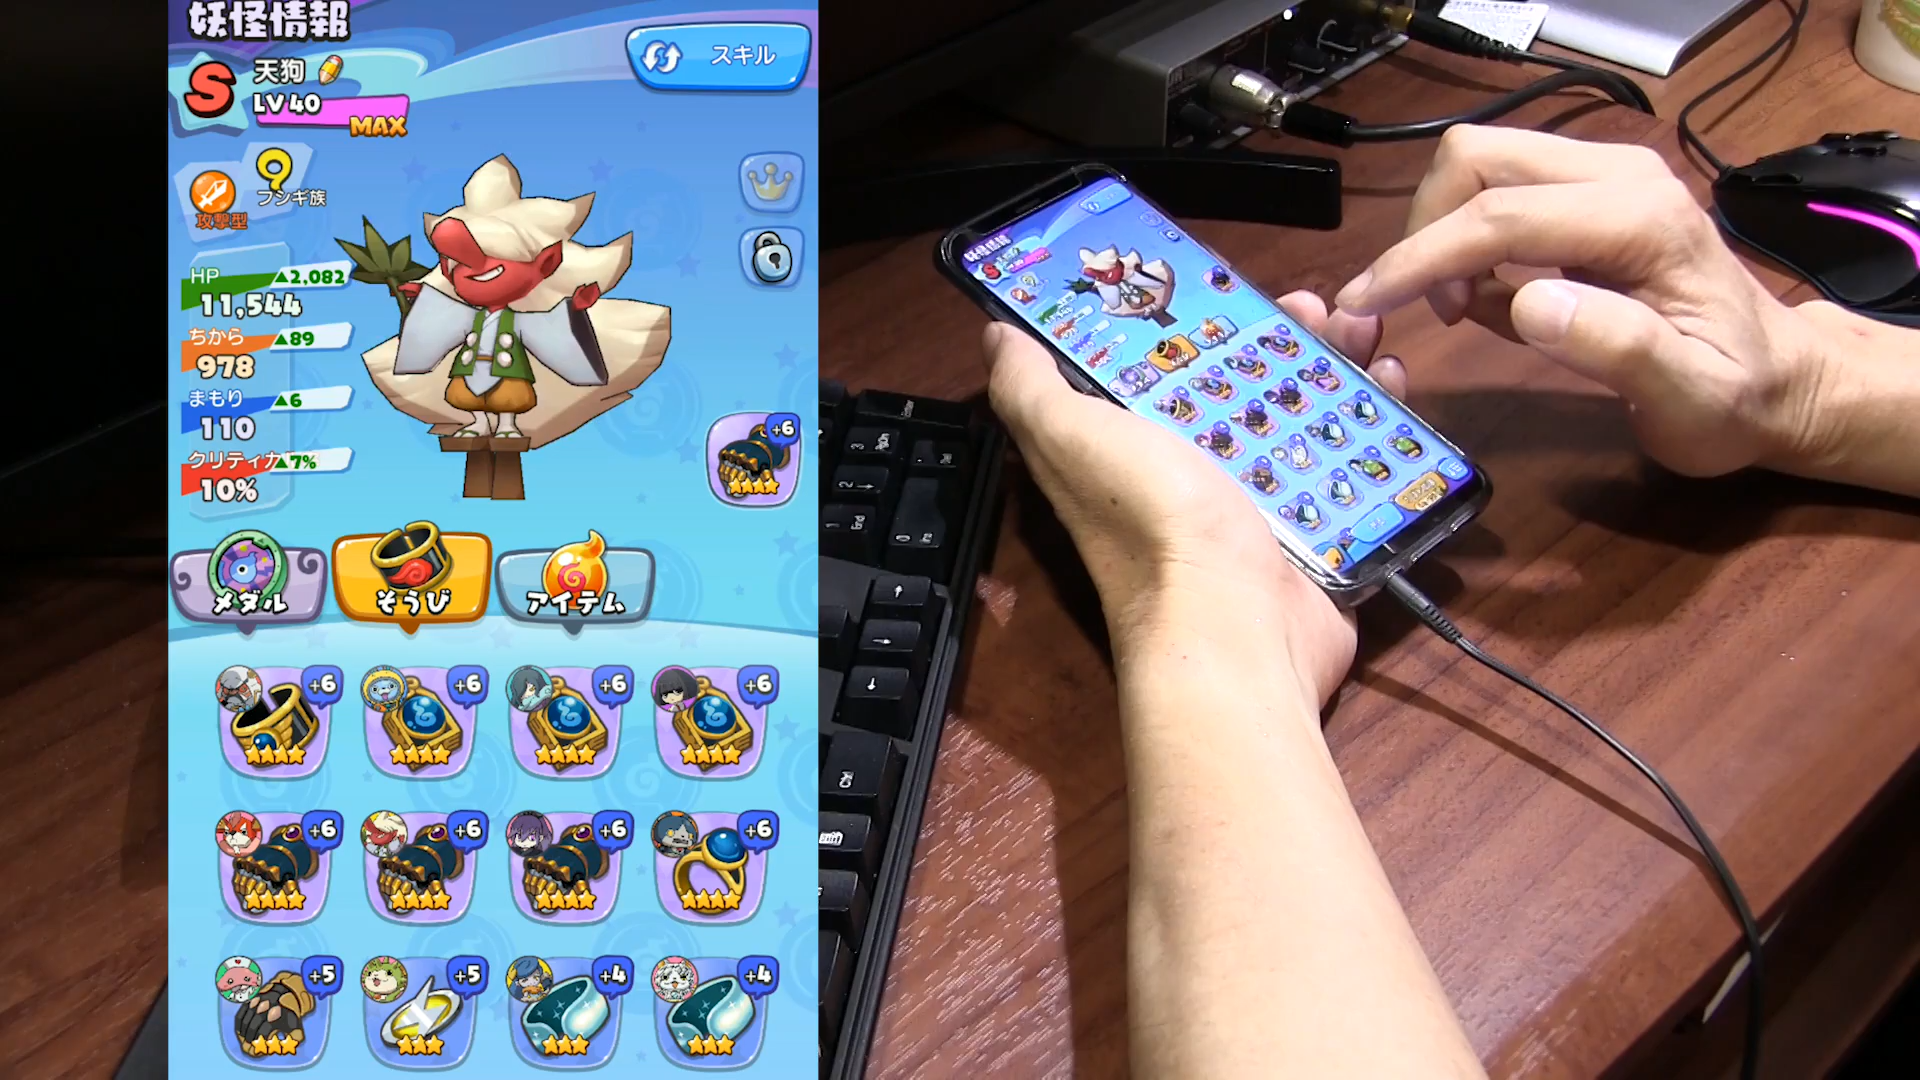 妖怪情報
スキル
S
天狗
LV40
MAX
フシギ族
攻撃型
HP
▲2,082
11,544
ちから
▲89
978
まもり
▲6
110
クリティカ
▲7%
10%
+6
メダル
そうび
アイテム
+6
+6
+6
+6
+6
+6
+6
+6
+5
+5
+4
+4